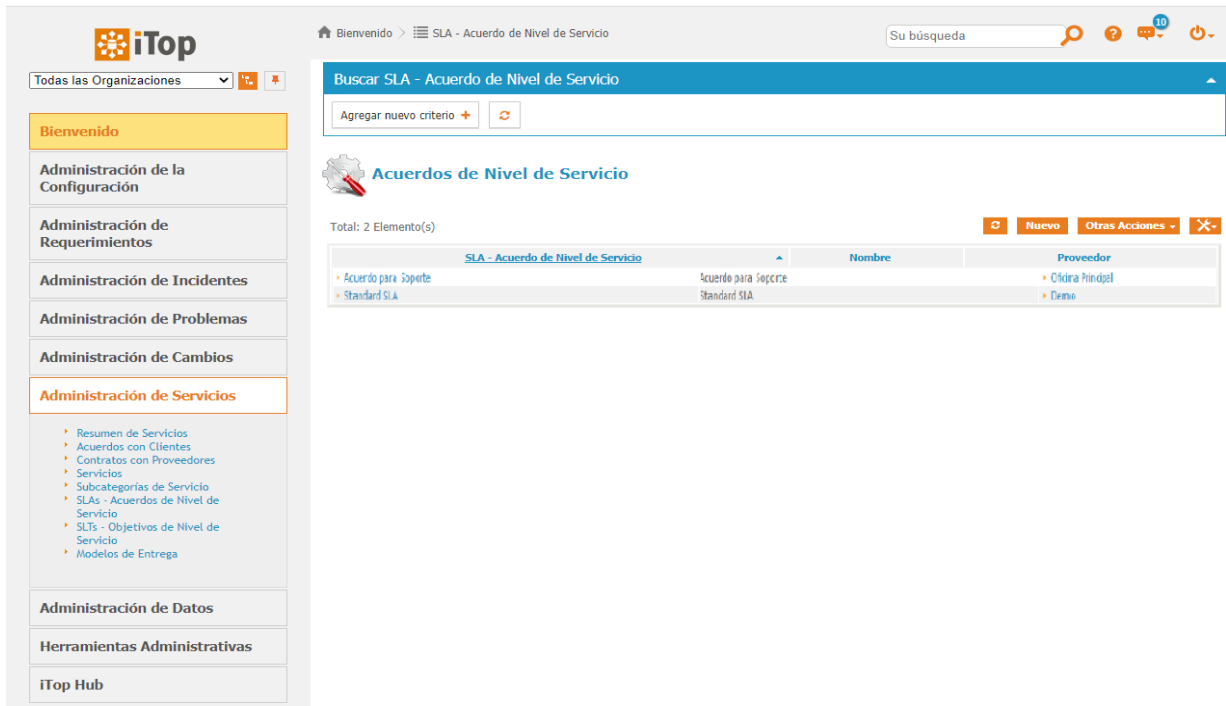 iTop
Todas las Organizaciones
Bienvenido
Administración de la
Configuración
Administración de
Requerimientos
Administración de Incidentes
Administración de Problemas
Administración de Cambios
Administración de Servicios
Resumen de Servicios
Acuerdos con Clientes
Contratos con Proveedores
Servicios
Subcategorías de Servicio
SLAs - Acuerdos de Nivel de
Servicio
SLTs - Objetivos de Nivel de
Servicio
Modelos de Entrega
Administración de Datos
Herramientas Administrativas
iTop Hub
Bienvenido > SLA - Acuerdo de Nivel de Servicio
Su búsqueda
10
Buscar SLA - Acuerdo de Nivel de Servicio
Agregar nuevo criterio +
Acuerdos de Nivel de Servicio
Total: 2 Elemento(s)
Nuevo
Otras Acciones
SLA - Acuerdo de Nivel de Servicio Nombre Proveedor
Acuerdo para Soporte Acuerdo para Soporte Oficina Principal
Standard SLA Standard SLA Demo